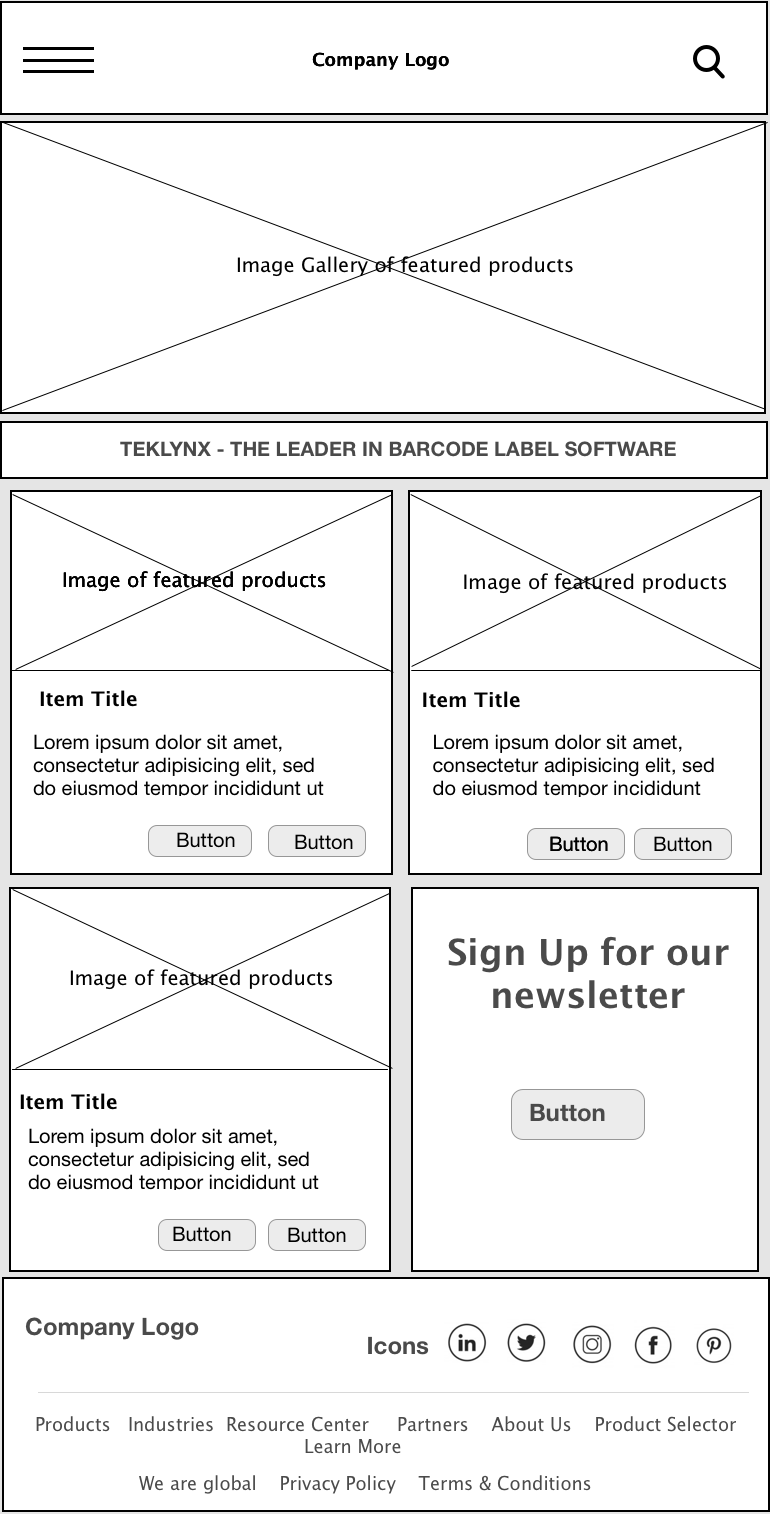 Company Logo
Image Gallery of featured products
TEKLYNX - THE LEADER IN BARCODE LABEL SOFTWARE
Image of featured products
Item Title
Lorem ipsum dolor sit amet,
consectetur adipisicing elit, sed
do eiusmod tempor incididunt ut
Button Button
Image of featured products
Item Title
Lorem ipsum dolor sit amet,
consectetur adipisicing elit, sed
do eiusmod tempor incididunt
Button Button
Image of featured products
Item Title
Lorem ipsum dolor sit amet,
consectetur adipisicing elit, sed
do eiusmod tempor incididunt ut
Button Button
Sign Up for our
newsletter
Button
Company Logo
Icons in f
Products Industries Resource Center Partners About Us Product Selector
Learn More
We are global Privacy Policy Terms & Conditions